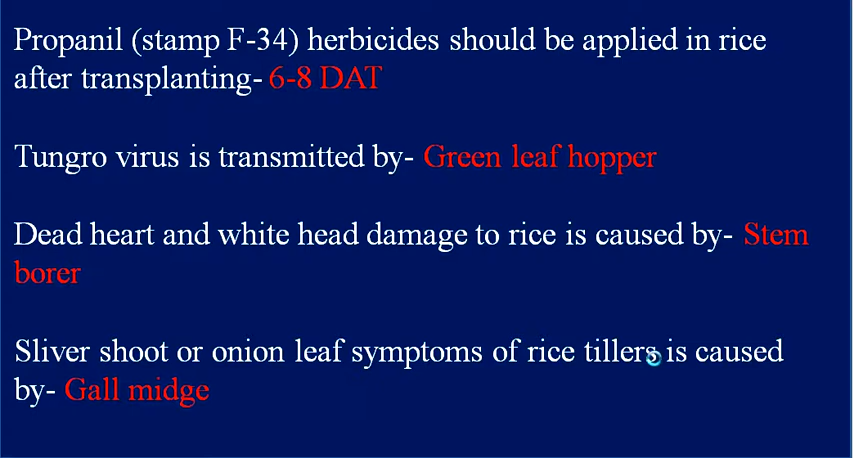 Propanil (stamp F-34) herbicides should be applied in rice
after transplanting- 6-8 DAT
Tungro virus is transmitted by- Green leaf hopper
Dead heart and white head damage to rice is caused by- Stem
borer
Sliver shoot or onion leaf symptoms of rice tillers is caused
by- Gall midge